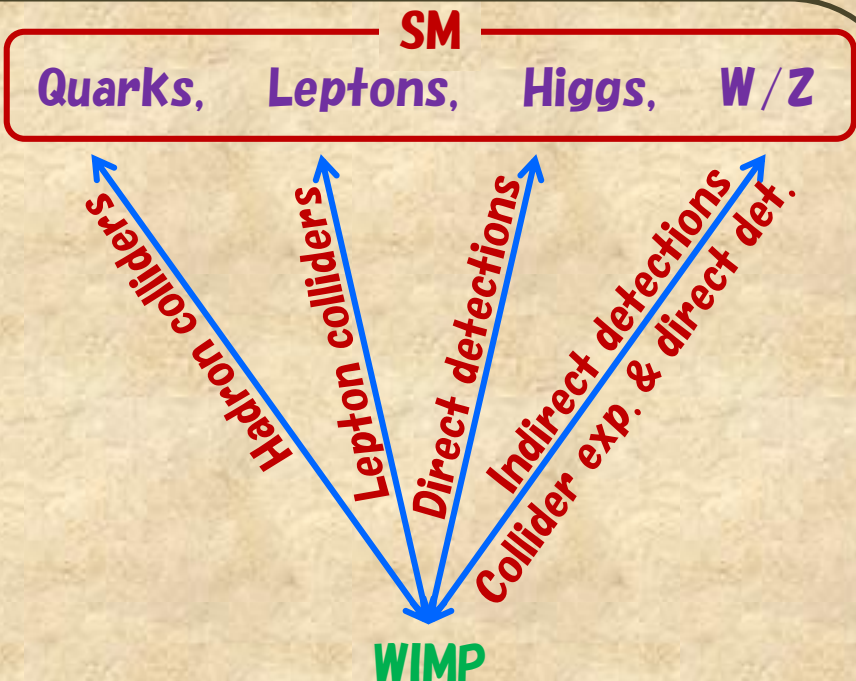 SM
Quarks, Leptons, Higgs, W/Z
Hadron colliders
Lepton colliders
Direct detections
Indirect detections
Collider exp. & direct det.
WIMP